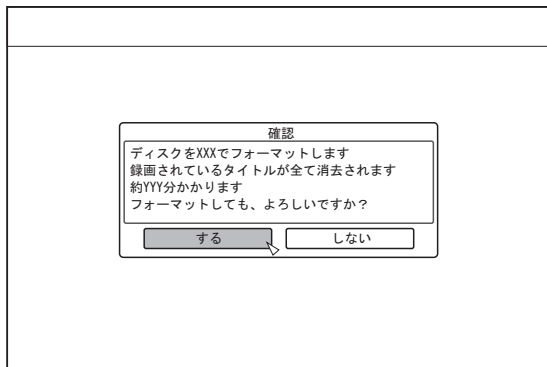 確認
ディスクをXXXでフォーマットします
録画されているタイトルが全て消去されます
約YYY分かかります
フォーマットしても、よろしいですか？
する
しない